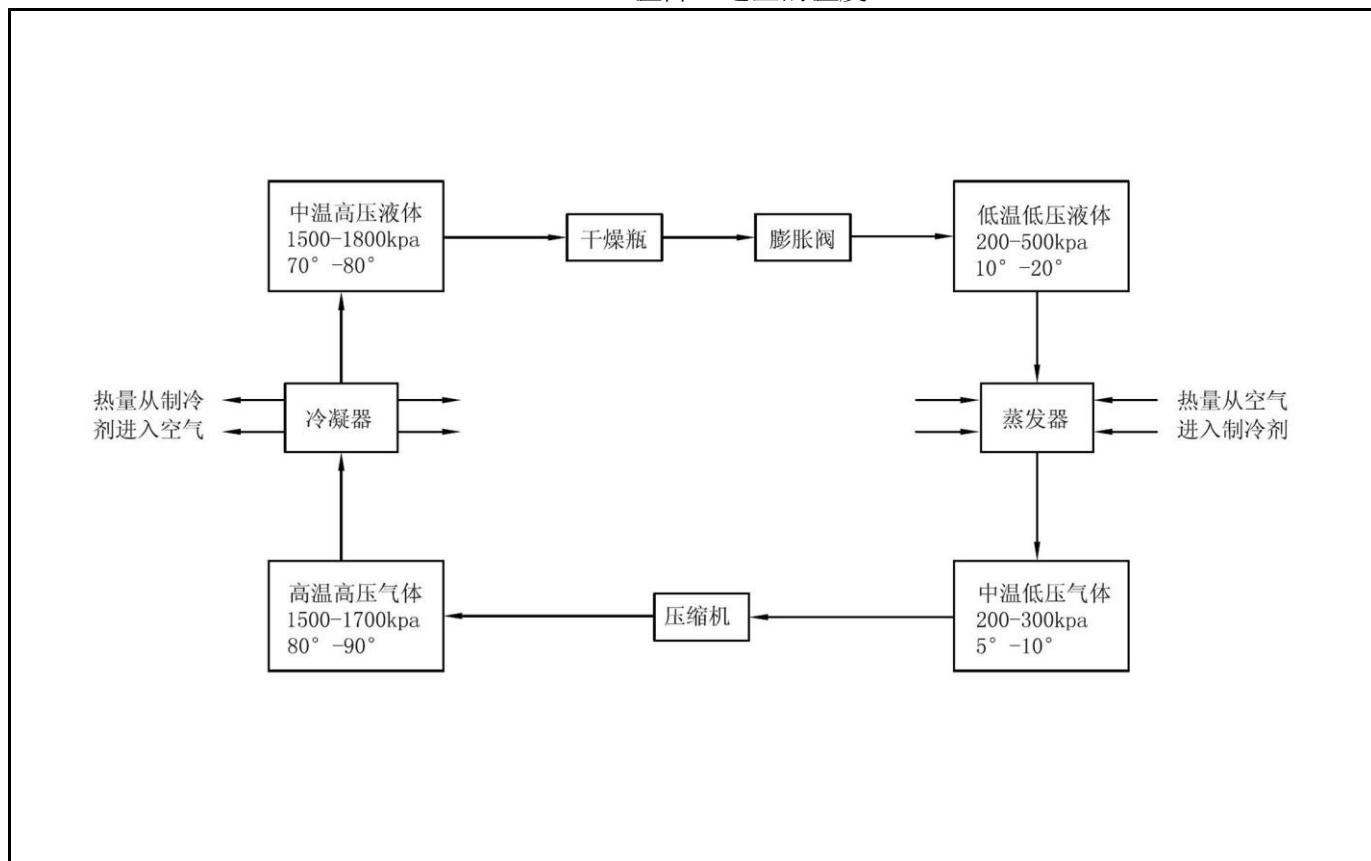 中温高压液体
1500-1800kpa
70° -80°
干燥瓶
膨胀阀
低温低压液体
200-500kpa
10° -20°
热量从制冷
剂进入空气
冷凝器
蒸发器
热量从空气
进入制冷剂
高温高压气体
1500-1700kpa
80° -90°
压缩机
中温低压气体
200-300kpa
5° -10°